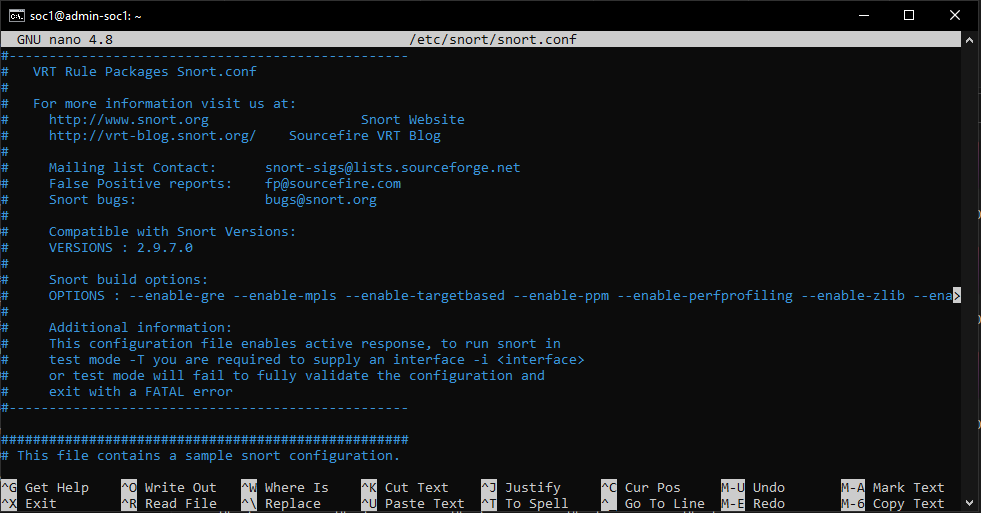 soc1@admin-soc1: ~
GNU nano 4.8 /etc/snort/snort.conf
#--------------------------------------------------
#   VRT Rule Packages Snort.conf
#
#   For more information visit us at:
#     http://www.snort.org                   Snort Website
#     http://vrt-blog.snort.org/    Sourcefire VRT Blog
#
#     Mailing list Contact:      snort-sigs@lists.sourceforge.net
#     False Positive reports:    fp@sourcefire.com
#     Snort bugs:                bugs@snort.org
#
#     Compatible with Snort Versions:
#     VERSIONS : 2.9.7.0
#
#     Snort build options:
#     OPTIONS : --enable-gre --enable-mpls --enable-targetbased --enable-ppm --enable-perfprofiling --enable-zlib --ena>
#
#     Additional information:
#     This configuration file enables active response, to run snort in
#     test mode -T you are required to supply an interface -i <interface>
#     or test mode will fail to fully validate the configuration and
#     exit with a FATAL error
#--------------------------------------------------
###################################################
# This file contains a sample snort configuration.
^G Get Help ^O Write Out ^W Where Is ^K Cut Text ^J Justify ^C Cur Pos M-U Undo M-A Mark Text
^X Exit ^R Read File ^\ Replace ^U Paste Text ^T To Spell ^_ Go To Line M-E Redo M-6 Copy Text